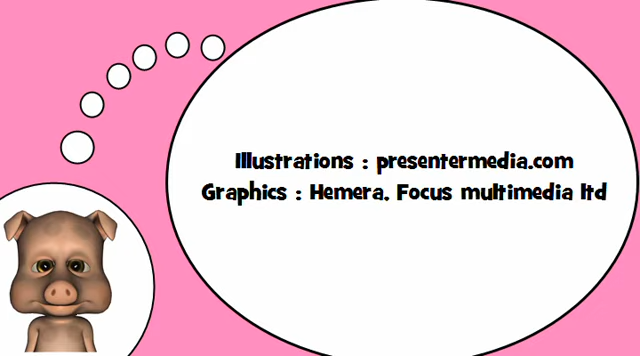 Illustrations : presentermedia.com
Graphics : Hemera. Focus multimedia ltd